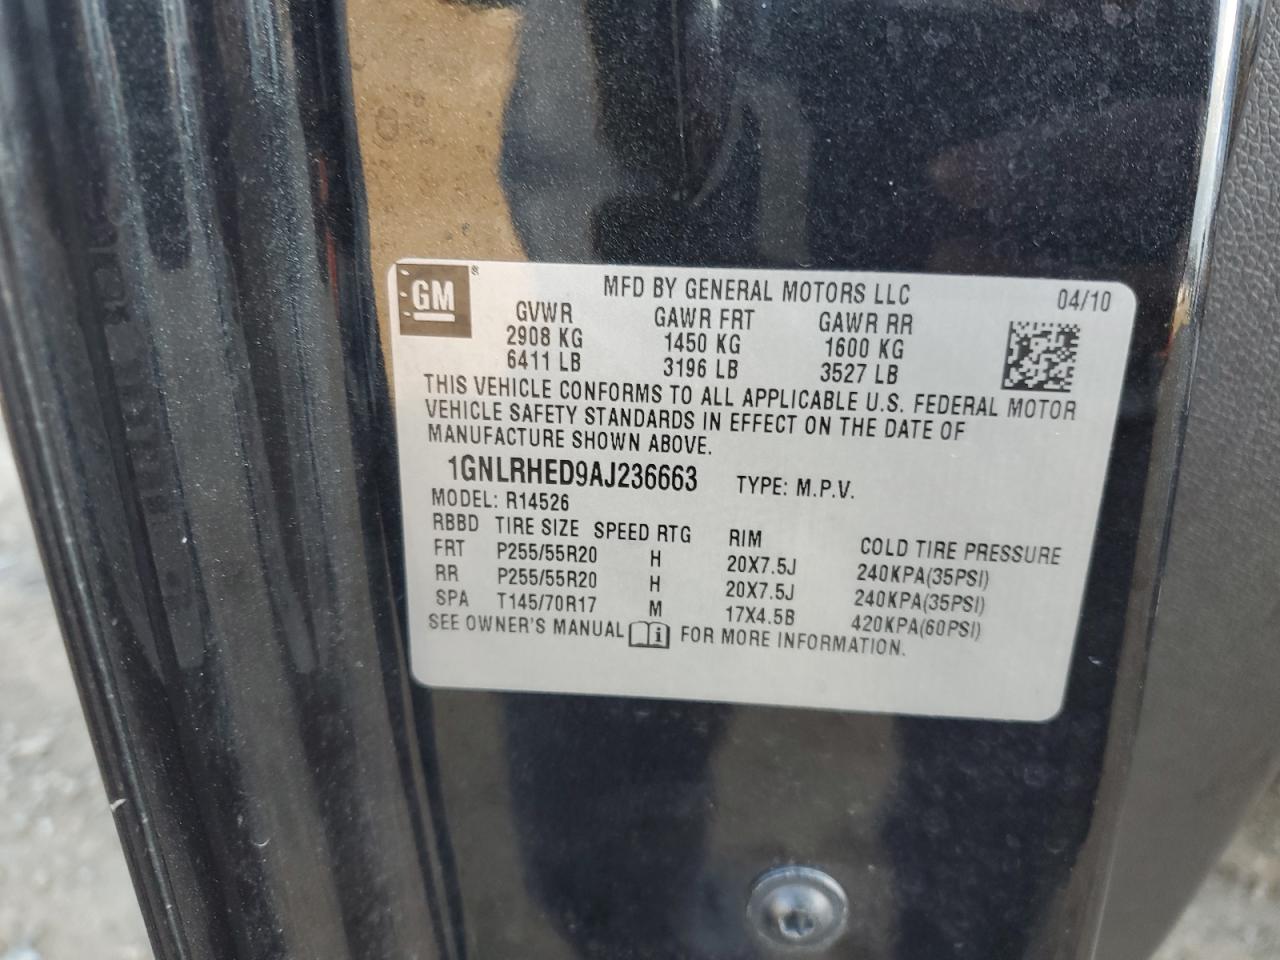 GM®
MFD BY GENERAL MOTORS LLC 04/10
GVWR GAWR FRT GAWR RR
2908 KG 1450 KG 1600 KG
6411 LB 3196 LB 3527 LB
THIS VEHICLE CONFORMS TO ALL APPLICABLE U.S. FEDERAL MOTOR
VEHICLE SAFETY STANDARDS IN EFFECT ON THE DATE OF
MANUFACTURE SHOWN ABOVE.
1GNLRHED9AJ236663 TYPE: M.P.V.
MODEL: R14526
RBBD TIRE SIZE SPEED RTG RIM COLD TIRE PRESSURE
FRT P255/55R20 H 20X7.5J 240KPA(35PSI)
RR P255/55R20 H 20X7.5J 240KPA(35PSI)
SPA T145/70R17 M 17X4.5B 420KPA(60PSI)
SEE OWNER'S MANUAL i FOR MORE INFORMATION.